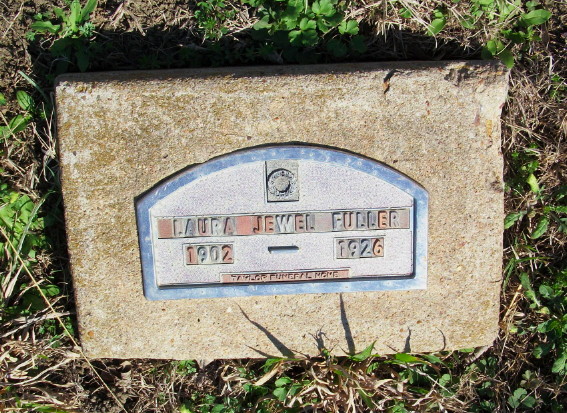 LAURA JEWEL FULLER
1902 – 1926
TAYLOR FUNERAL HOME